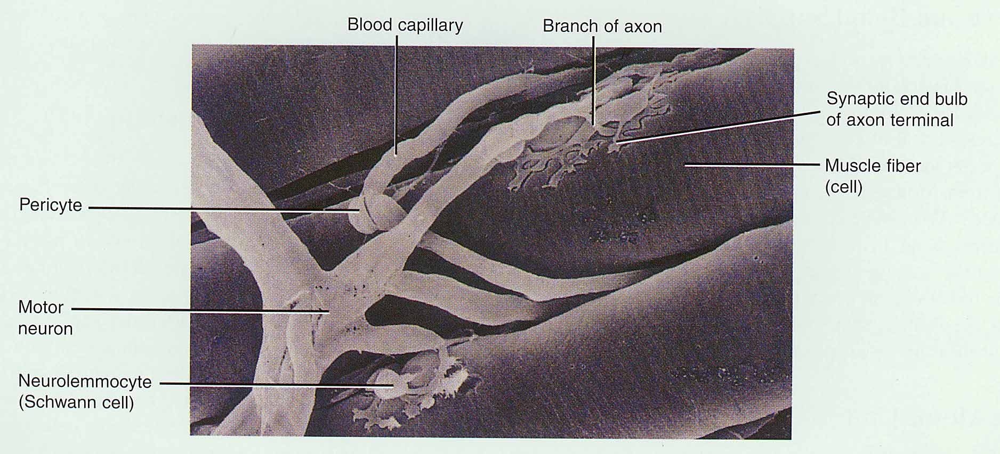 Blood capillary
Branch of axon
Synaptic end bulb
of axon terminal
Muscle fiber
(cell)
Pericyte
Motor
neuron
Neurolemmocyte
(Schwann cell)